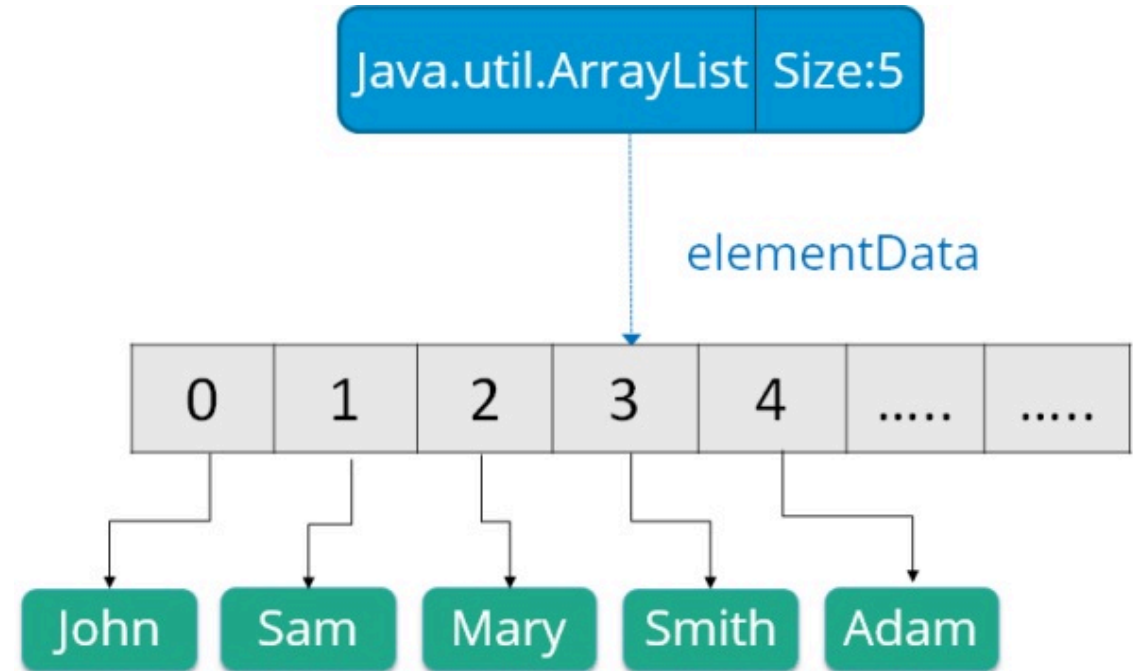 Java.util.ArrayList Size:5
elementData
0 1 2 3 4 ..... .....
John Sam Mary Smith Adam